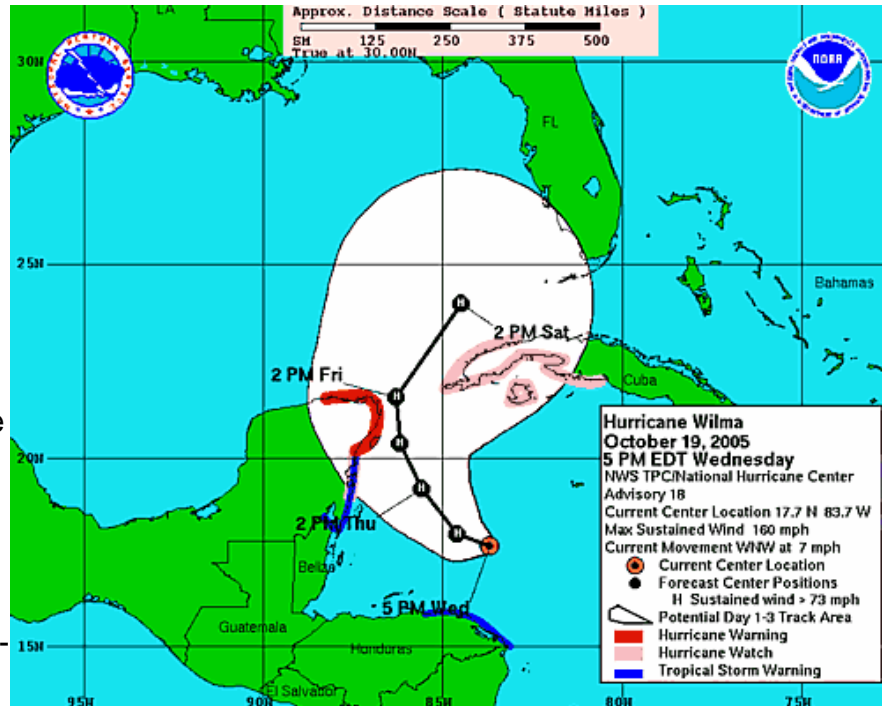 Approx. Distance Scale ( Statute Miles )
SM 125 250 375 500
True at 30.00N
LA
30N
NOAA
FL
25N
Bahamas
2 PM Sat
2 PM Fri
Cuba
e
20N
2 PM Thu
Belize
5 PM Wed
Guatemala
Honduras
15N
El Salvador
95W 90W 80W 75W
Hurricane Wilma
October 19, 2005
5 PM EDT Wednesday
NWS TPC/National Hurricane Center
Advisory 18
Current Center Location 17.7 N 83.7 W
Max Sustained Wind 160 mph
Current Movement WNW at 7 mph
Current Center Location
Forecast Center Positions
H Sustained wind > 73 mph
Potential Day 1-3 Track Area
Hurricane Warning
Hurricane Watch
Tropical Storm Warning